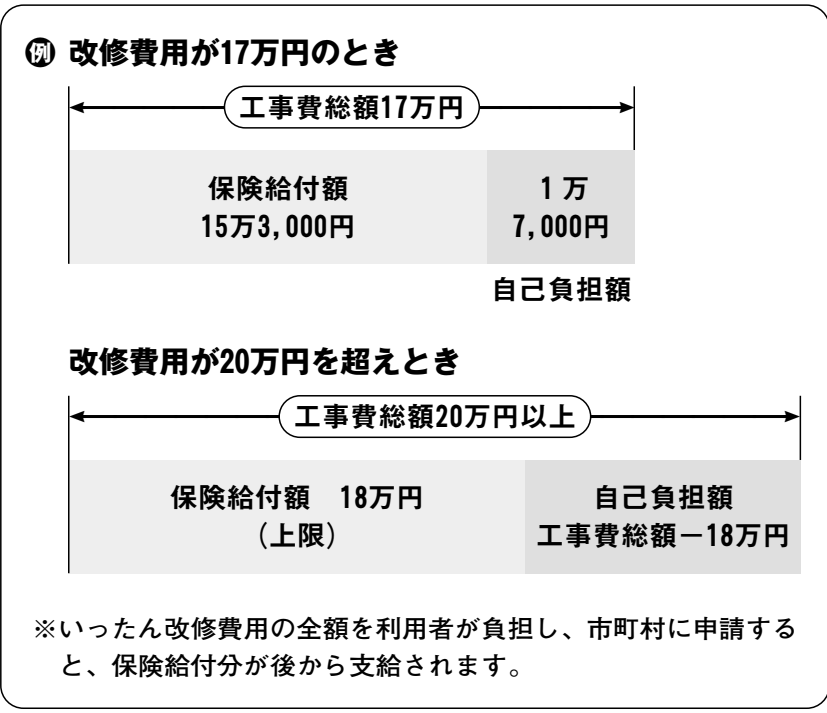 例 改修費用が17万円のとき
工事費総額17万円
保険給付額
15万3,000円
1万
7,000円
自己負担額
改修費用が20万円を超えとき
工事費総額20万円以上
保険給付額　18万円
（上限）
自己負担額
工事費総額－18万円
※いったん改修費用の全額を利用者が負担し、市町村に申請する
と、保険給付分が後から支給されます。